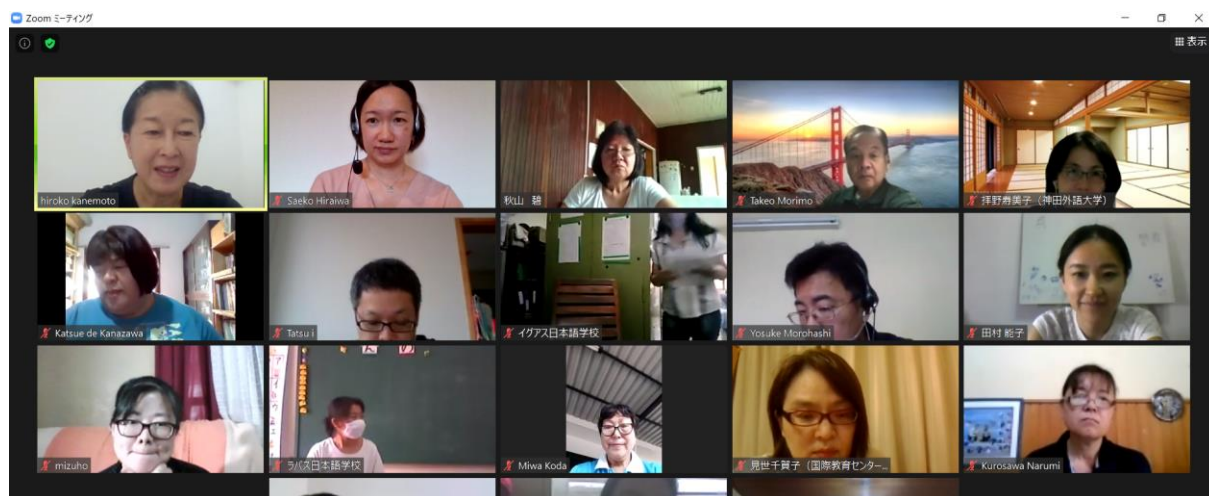 Zoom ミーティング
表示
hiroko kanemoto
Saeko Hiraiwa
秋山 碧
Takeo Morimo
拝野寿美子（神田外語大学）
Katsue de Kanazawa
Tatsu i
イグアス日本語学校
Yosuke Morohashi
田村 能子
mizuho
ラパス日本語学校
Miwa Koda
見世千賀子（国際教育センター...
Kurosawa Narumi